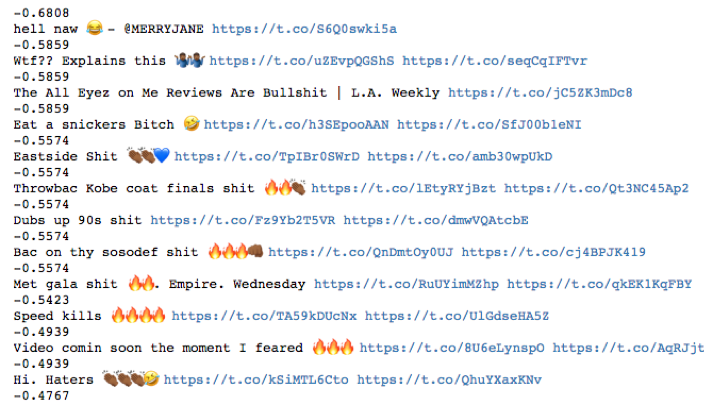 -0.6808
hell naw 😂 – @MERRYJANE https://t.co/S6Q0swki5a
-0.5859
Wtf?? Explains this 🤷🏾‍♂️🤷🏾‍♂️ https://t.co/uZEvpQGShS https://t.co/seqCqIFTvr
-0.5859
The All Eyez on Me Reviews Are Bullshit | L.A. Weekly https://t.co/jC5ZK3mDc8
-0.5859
Eat a snickers Bitch 🤣 https://t.co/h3SEpooAAN https://t.co/SfJ00bleNI
-0.5574
Eastside Shit 👏🏾👏🏾💙 https://t.co/TpIBr0SWrD https://t.co/amb30wpUkD
-0.5574
Throwbac Kobe coat finals shit 🔥🔥👏🏾 https://t.co/lEtyRYjBzt https://t.co/Qt3NC45Ap2
-0.5574
Dubs up 90s shit https://t.co/Fz9Yb2T5VR https://t.co/dmwVQAtcbE
-0.5574
Bac on thy sosodef shit 🔥🔥🔥👊🏾 https://t.co/QnDmtOy0UJ https://t.co/cj4BPJK4l9
-0.5574
Met gala shit 🔥🔥. Empire. Wednesday https://t.co/RuUYimMZhp https://t.co/qkEK1KqFBY
-0.5423
Speed kills 🔥🔥🔥🔥 https://t.co/TA59kDUcNx https://t.co/UlGdseHA5Z
-0.4939
Video comin soon the moment I feared 🔥🔥🔥 https://t.co/8U6eLynspO https://t.co/AqRJjt
-0.4939
Hi. Haters 👏🏾👏🏾👏🏾🤣 https://t.co/kSiMTL6Cto https://t.co/QhuYXaxKNv
-0.4767